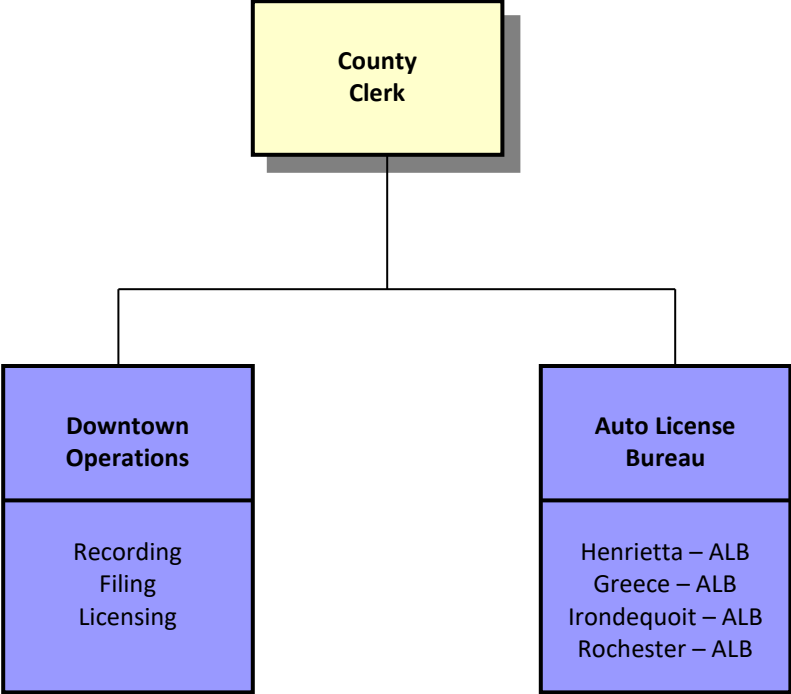 County
Clerk
Downtown
Operations
Recording
Filing
Licensing
Auto License
Bureau
Henrietta – ALB
Greece – ALB
Irondequoit – ALB
Rochester – ALB